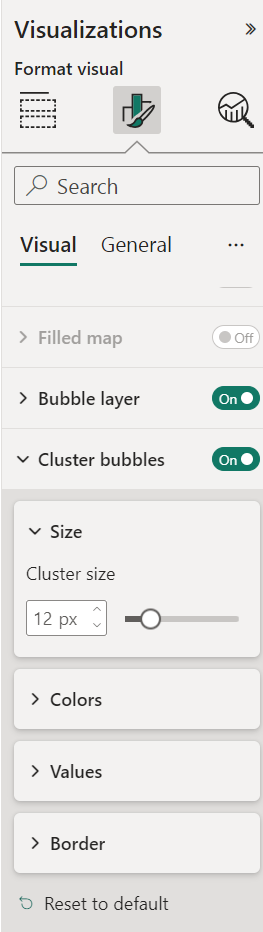 Visualizations
Format visual
Search
Visual General ...
Filled map Off
Bubble layer On
Cluster bubbles On
Size
Cluster size
12 px
Colors
Values
Border
Reset to default